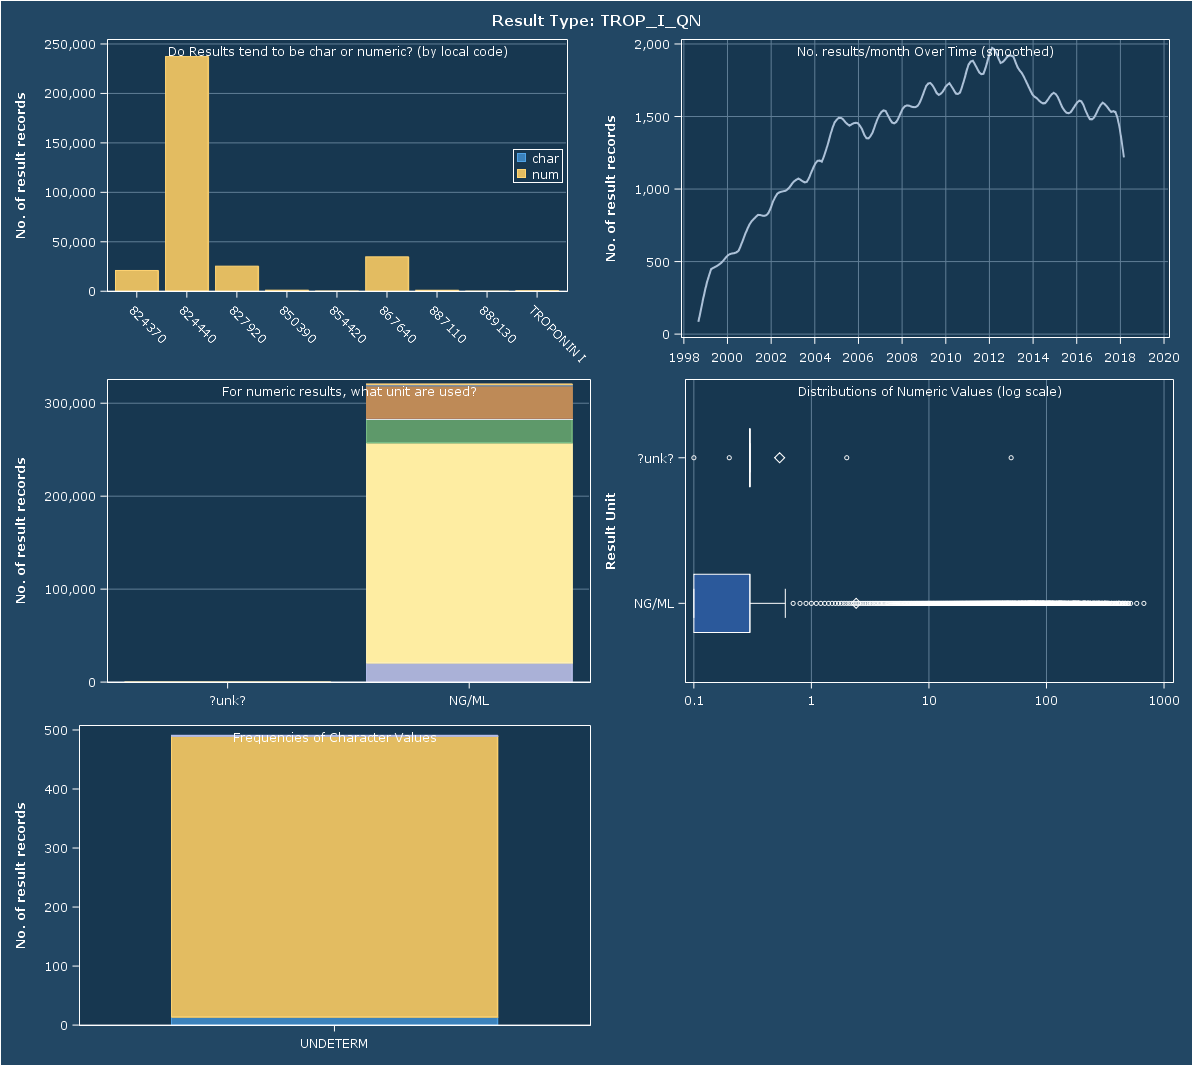 Result Type: TROP_I_QN
Do Results tend to be char or numeric? (by local code)
No. of result records
250,000
200,000
150,000
100,000
50,000
0
char
num
824370
824440
827920
850390
854420
867640
887110
889130
TROPONIN I
No. results/month Over Time (smoothed)
No. of result records
2,000
1,500
1,000
500
0
1998 2000 2002 2004 2006 2008 2010 2012 2014 2016 2018 2020
For numeric results, what unit are used?
No. of result records
300,000
200,000
100,000
0
?unk? NG/ML
Distributions of Numeric Values (log scale)
Result Unit
?unk?
NG/ML
0.1 1 10 100 1000
Frequencies of Character Values
No. of result records
500
400
300
200
100
0
UNDETERM